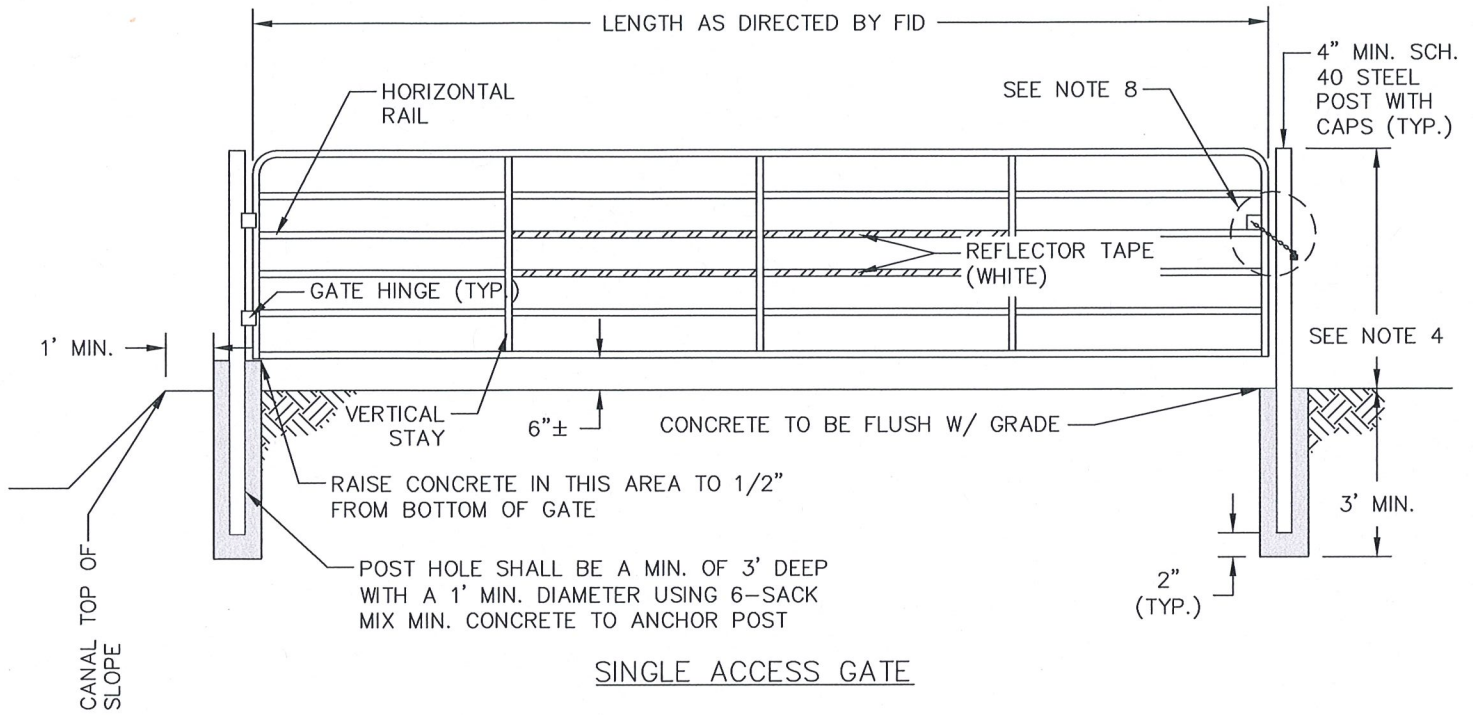 LENGTH AS DIRECTED BY FID
4" MIN. SCH.
40 STEEL
POST WITH
CAPS (TYP.)
HORIZONTAL
RAIL
SEE NOTE 8
REFLECTOR TAPE
(WHITE)
GATE HINGE (TYP.)
1' MIN.
SEE NOTE 4
VERTICAL
STAY
6"±
CONCRETE TO BE FLUSH W/ GRADE
RAISE CONCRETE IN THIS AREA TO 1/2"
FROM BOTTOM OF GATE
3' MIN.
POST HOLE SHALL BE A MIN. OF 3' DEEP
WITH A 1' MIN. DIAMETER USING 6-SACK
MIX MIN. CONCRETE TO ANCHOR POST
2"
(TYP.)
CANAL TOP OF
SLOPE
SINGLE ACCESS GATE